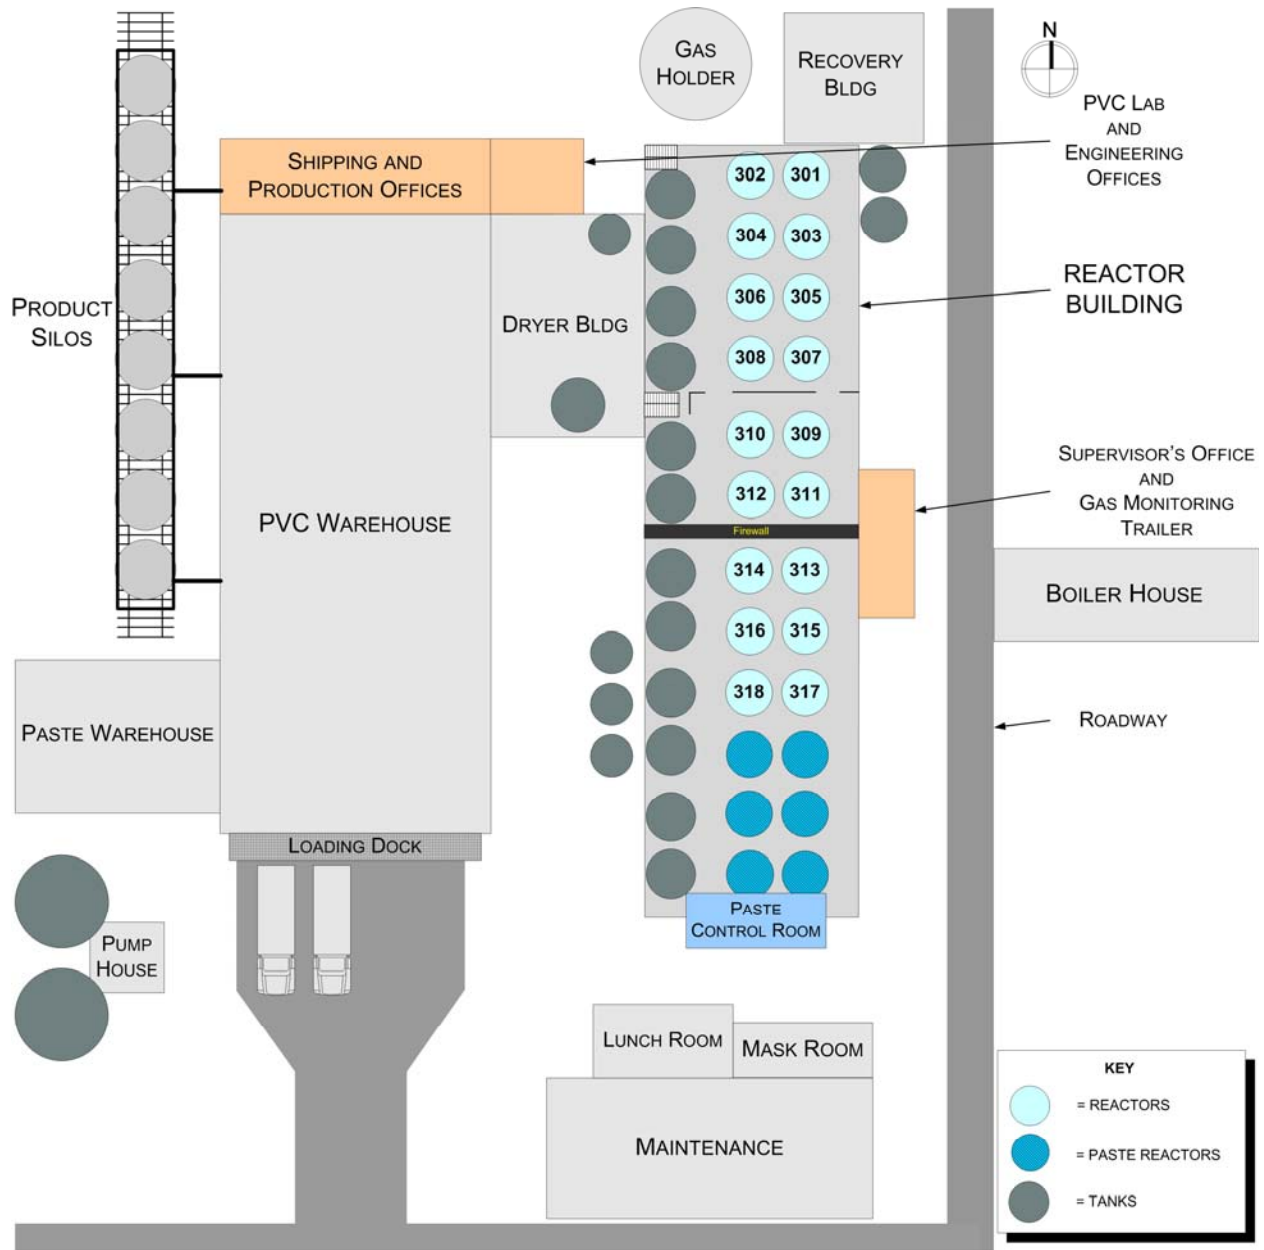 N
GAS
HOLDER
RECOVERY
BLDG
PVC LAB
AND
ENGINEERING
OFFICES
SHIPPING AND
PRODUCTION OFFICES
302 301
304 303
306 305
308 307
REACTOR
BUILDING
PRODUCT
SILOS
DRYER BLDG
310 309
312 311
SUPERVISOR'S OFFICE
AND
GAS MONITORING
TRAILER
PVC WAREHOUSE
Firewall
314 313
316 315
318 317
BOILER HOUSE
PASTE WAREHOUSE
ROADWAY
LOADING DOCK
PASTE
CONTROL ROOM
PUMP
HOUSE
LUNCH ROOM
MASK ROOM
MAINTENANCE
KEY
= REACTORS
= PASTE REACTORS
= TANKS